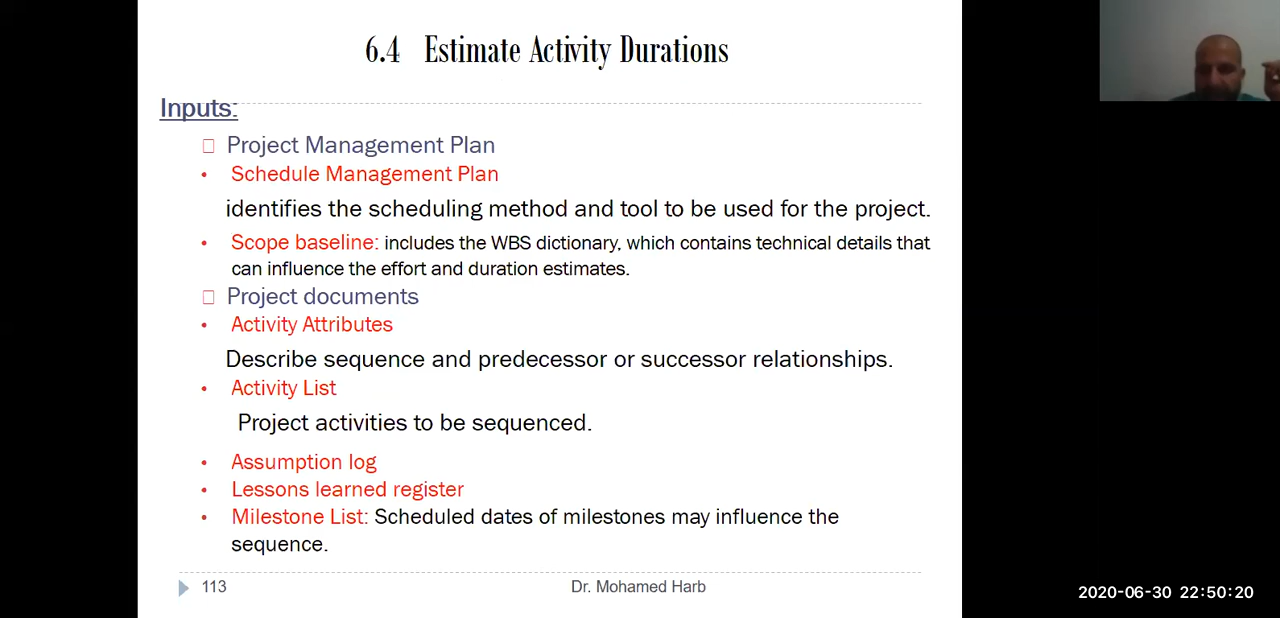 6.4 Estimate Activity Durations
Inputs:
Project Management Plan
• Schedule Management Plan
identifies the scheduling method and tool to be used for the project.
• Scope baseline: includes the WBS dictionary, which contains technical details that
can influence the effort and duration estimates.
Project documents
• Activity Attributes
Describe sequence and predecessor or successor relationships.
• Activity List
Project activities to be sequenced.
• Assumption log
• Lessons learned register
• Milestone List: Scheduled dates of milestones may influence the
sequence.
113
Dr. Mohamed Harb
2020-06-30 22:50:20